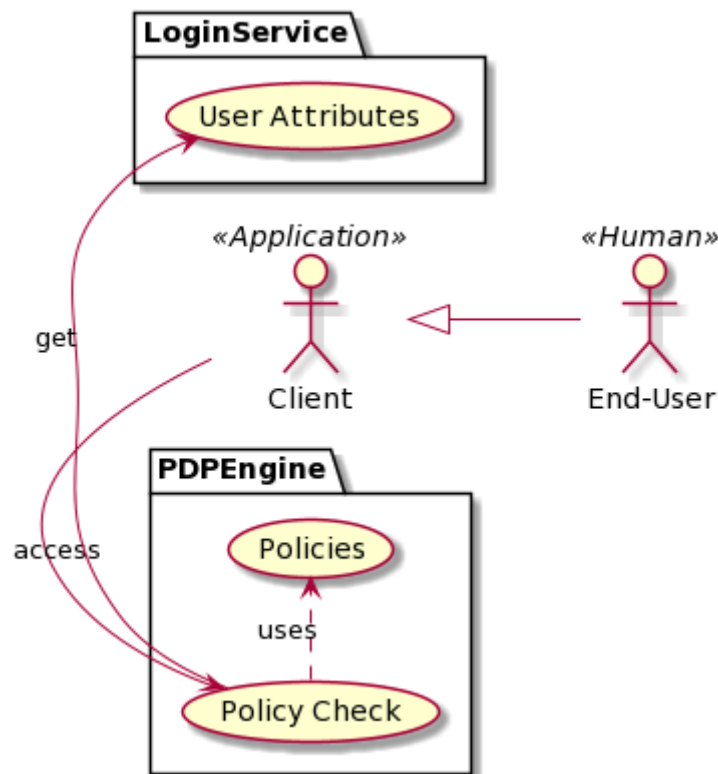 LoginService
User Attributes
«Application»
«Human»
get
Client
End-User
PDPEngine
access
Policies
uses
Policy Check